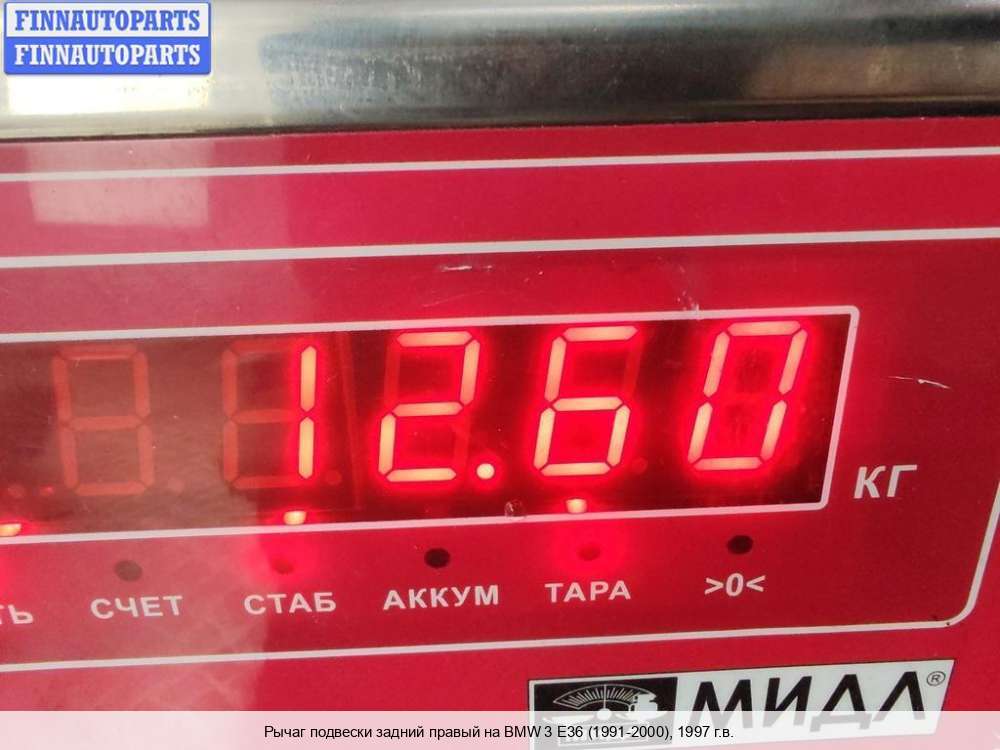 FINNAUTOPARTS
FINNAUTOPARTS
12.60
КГ
СЧЕТ СТАБ АККУМ ТАРА >0<
МИДЛ®
Рычаг подвески задний правый на BMW 3 E36 (1991-2000), 1997 г.в.